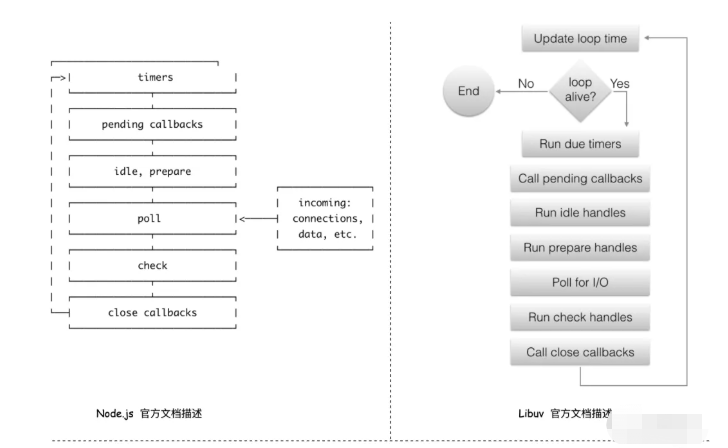 timers
pending callbacks
idle, prepare
poll
incoming:
connections,
data, etc.
check
close callbacks
Node.js 官方文档描述
Update loop time
loop
alive?
No
Yes
End
Run due timers
Call pending callbacks
Run idle handles
Run prepare handles
Poll for I/O
Run check handles
Call close callbacks
Libuv 官方文档描述